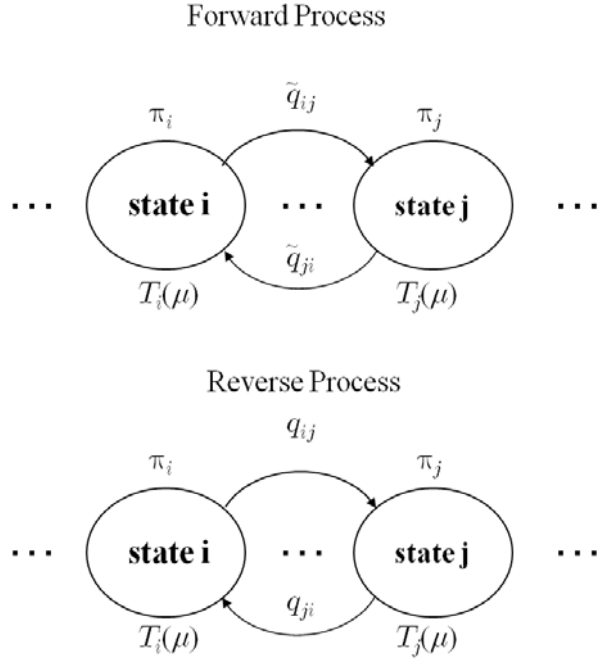 Forward Process
q̃ij
πi πj
... state i ... state j ...
q̃ji
Ti(μ) Tj(μ)
Reverse Process
qij
πi πj
... state i ... state j ...
qji
Ti(μ) Tj(μ)